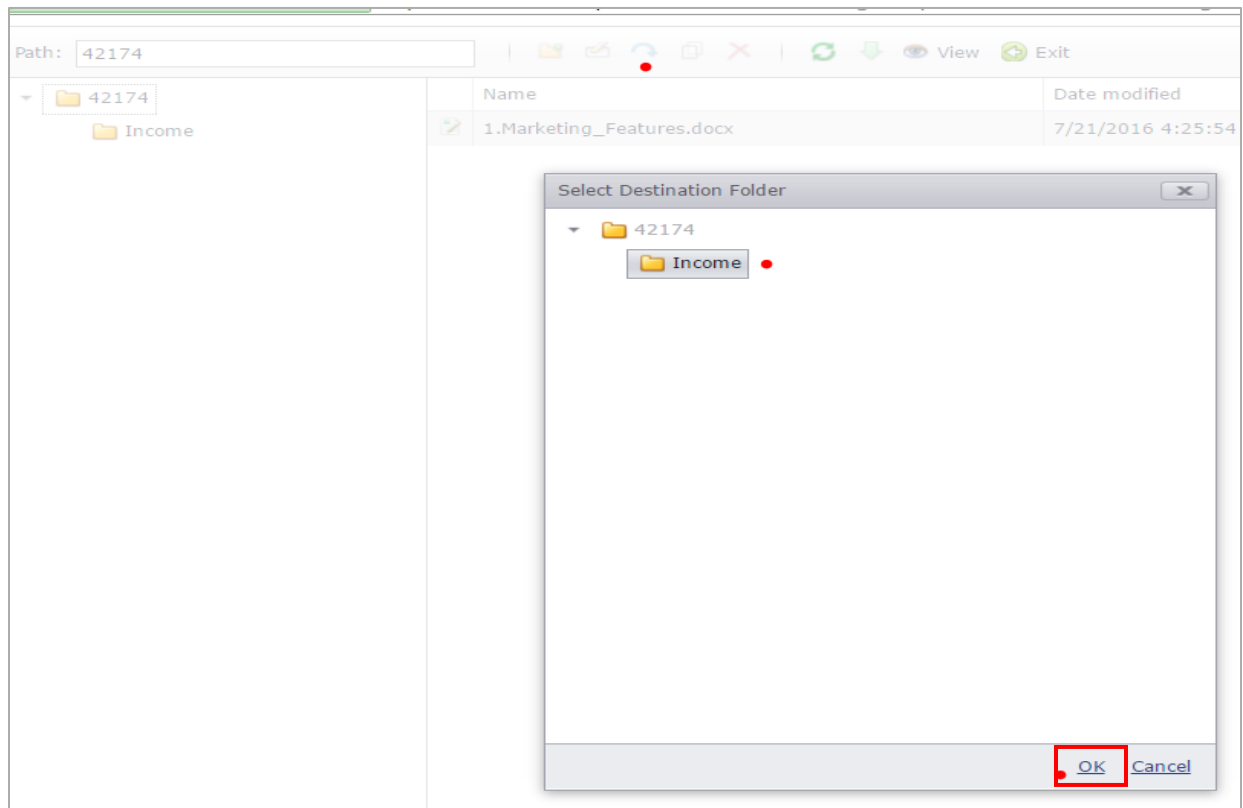 Path: 42174 View Exit
42174
Income
Name Date modified
1.Marketing_Features.docx 7/21/2016 4:25:54
Select Destination Folder
42174
Income
OK Cancel